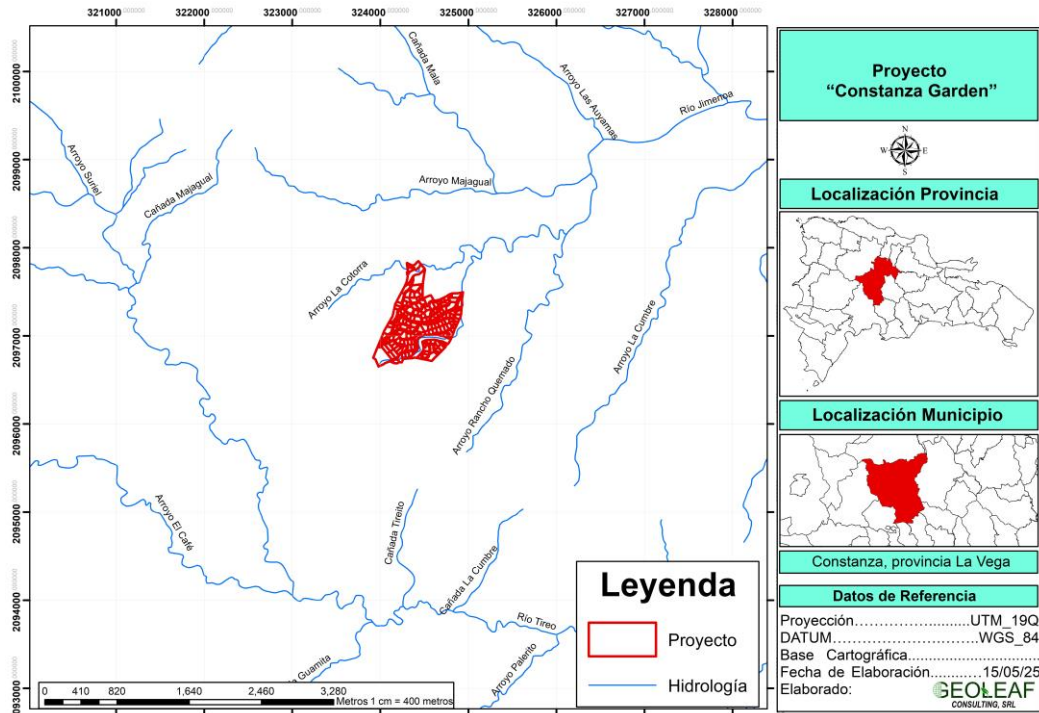 321000 322000 323000 324000 325000 326000 327000 328000
2100000
2099000
2098000
2097000
2096000
2095000
2094000
2093000
Cañada Mala
Arroyo Las Auyamas
Río Jimenoa
Arroyo Suriel
Cañada Majagual
Arroyo Majagual
Arroyo La Cotorra
Arroyo Rancho Quemado
Arroyo La Cumbre
Arroyo El Café
Cañada Tireito
Cañada La Cumbre
Río Tireo
Arroyo Palerito
Guamita
0 410 820 1,640 2,460 3,280
Metros 1 cm = 400 metros
Leyenda
Proyecto
Hidrología
Proyecto
“Constanza Garden”
N
W E
S
Localización Provincia
Localización Municipio
Constanza, provincia La Vega
Datos de Referencia
Proyección........................UTM_19Q
DATUM..............................WGS_84
Base Cartográfica....................
Fecha de Elaboración..........15/05/25
Elaborado:
GEOLEAF
CONSULTING, SRL